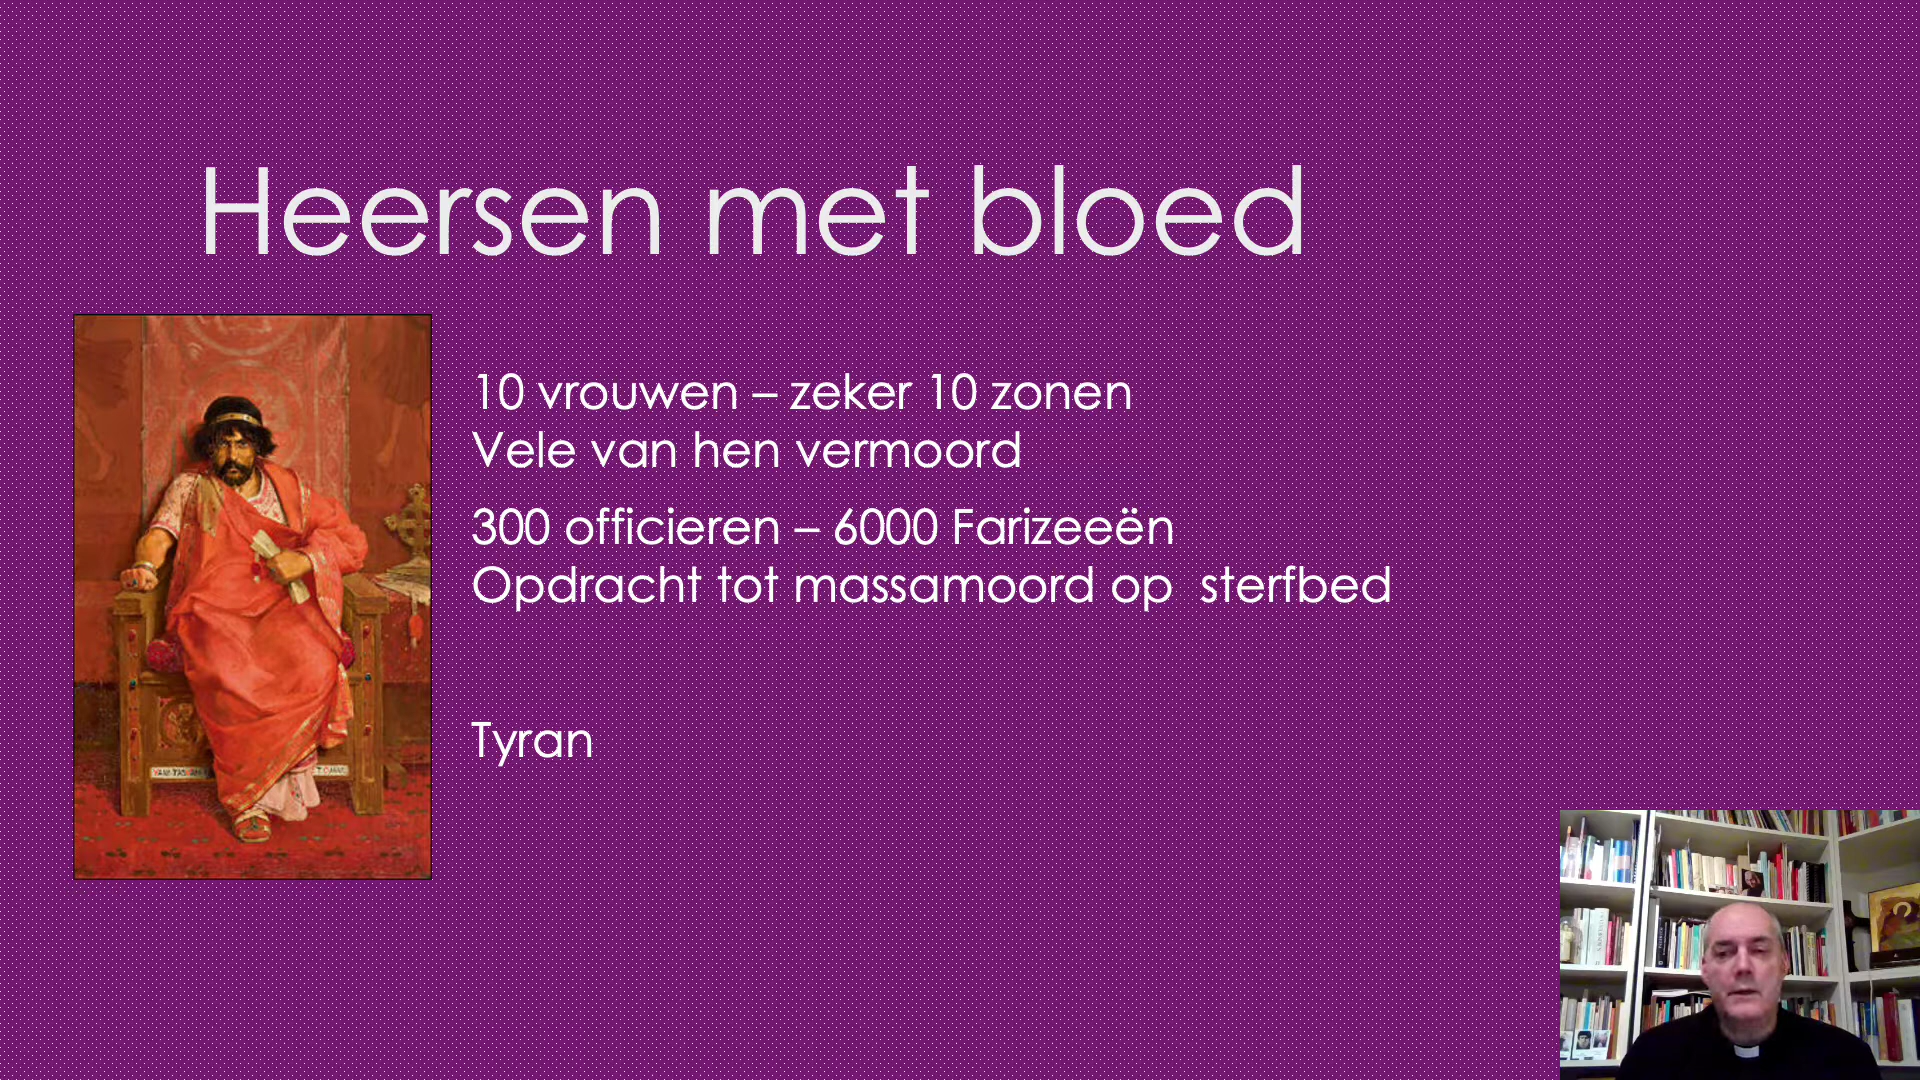 Heersen met bloed
10 vrouwen – zeker 10 zonen
Vele van hen vermoord
300 officieren – 6000 Farizeeën
Opdracht tot massamoord op sterfbed
Tyran